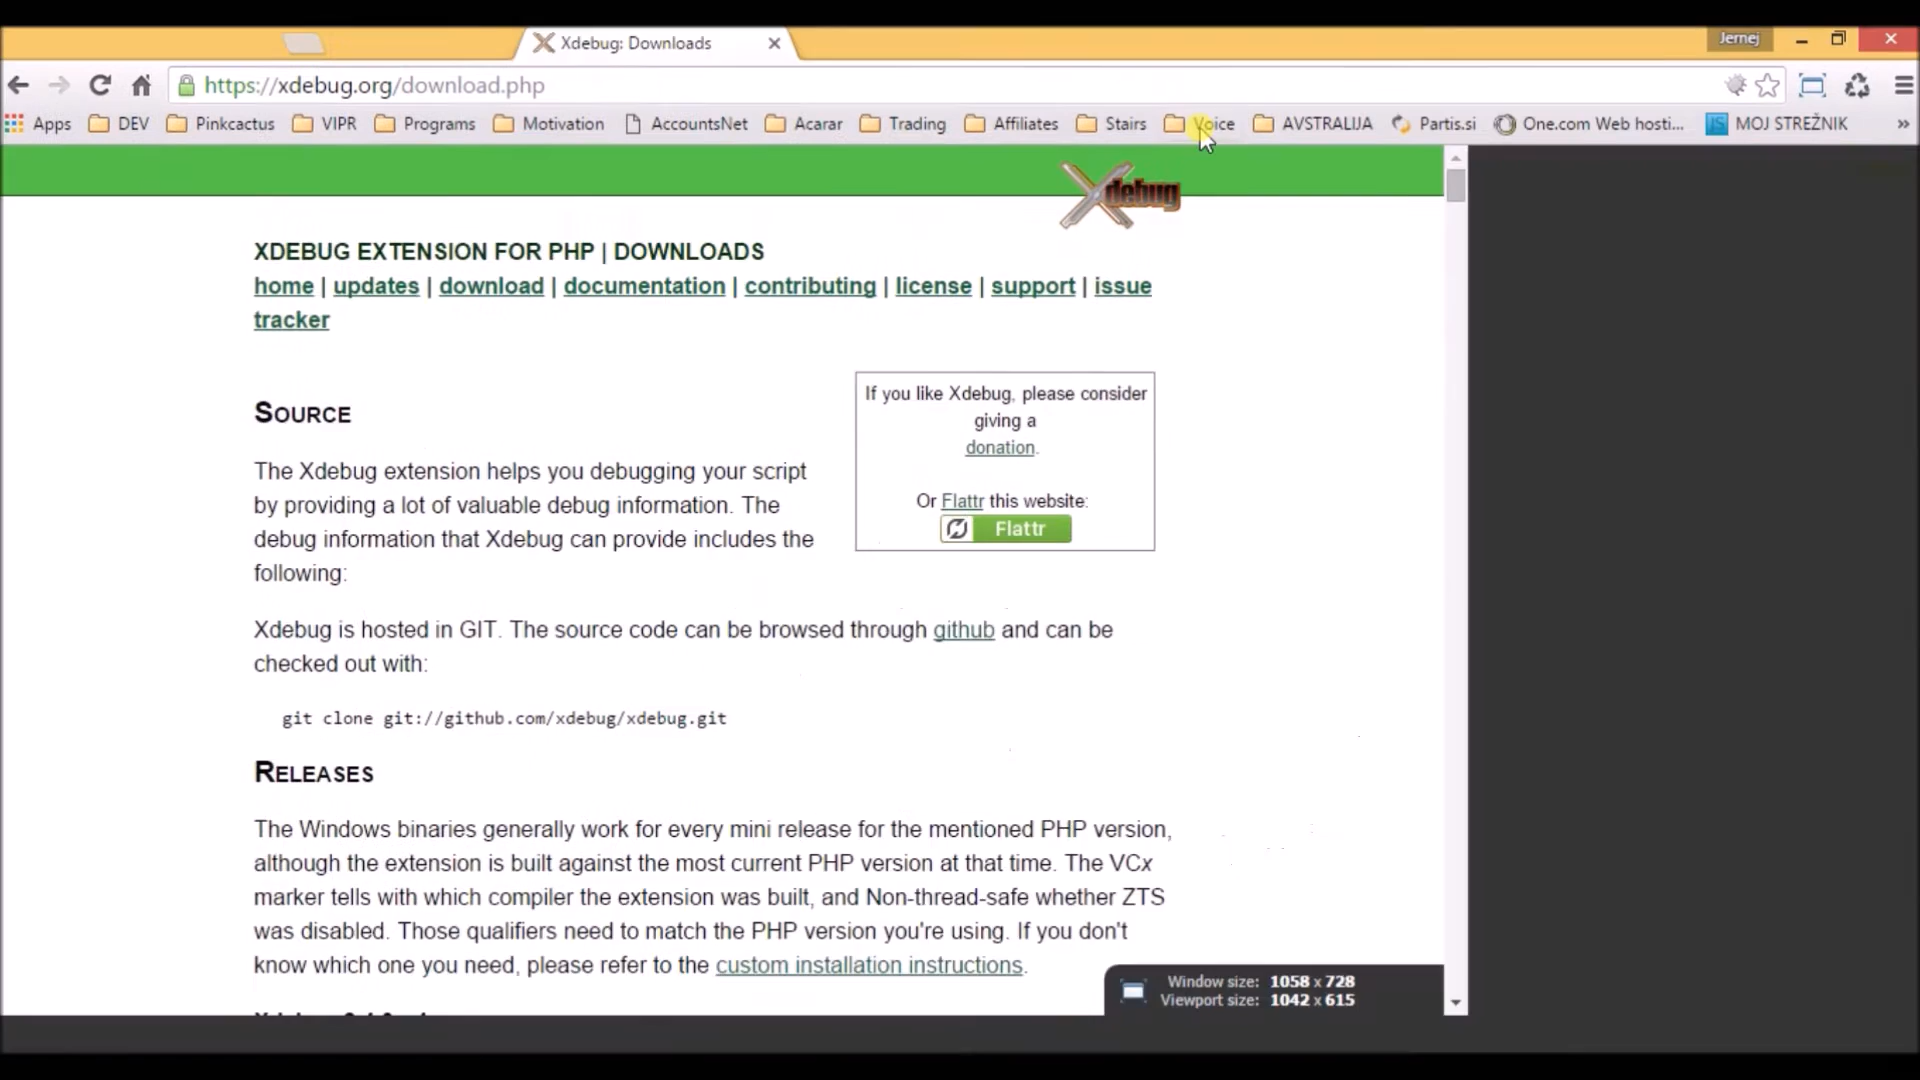 Xdebug: Downloads
Jernej
https://xdebug.org/download.php
Apps DEV Pinkcactus VIPR Programs Motivation AccountsNet Acarar Trading Affiliates Stairs Voice AVSTRALIJA Partis.si One.com Web hosti... JS MOJ STREŽNIK »
Xdebug
XDEBUG EXTENSION FOR PHP | DOWNLOADS
home | updates | download | documentation | contributing | license | support | issue
tracker
If you like Xdebug, please consider
giving a
donation.
Or Flattr this website:
Flattr
SOURCE
The Xdebug extension helps you debugging your script
by providing a lot of valuable debug information. The
debug information that Xdebug can provide includes the
following:
Xdebug is hosted in GIT. The source code can be browsed through github and can be
checked out with:
git clone git://github.com/xdebug/xdebug.git
RELEASES
The Windows binaries generally work for every mini release for the mentioned PHP version,
although the extension is built against the most current PHP version at that time. The VCx
marker tells with which compiler the extension was built, and Non-thread-safe whether ZTS
was disabled. Those qualifiers need to match the PHP version you're using. If you don't
know which one you need, please refer to the custom installation instructions.
Window size: 1058 x 728
Viewport size: 1042 x 615